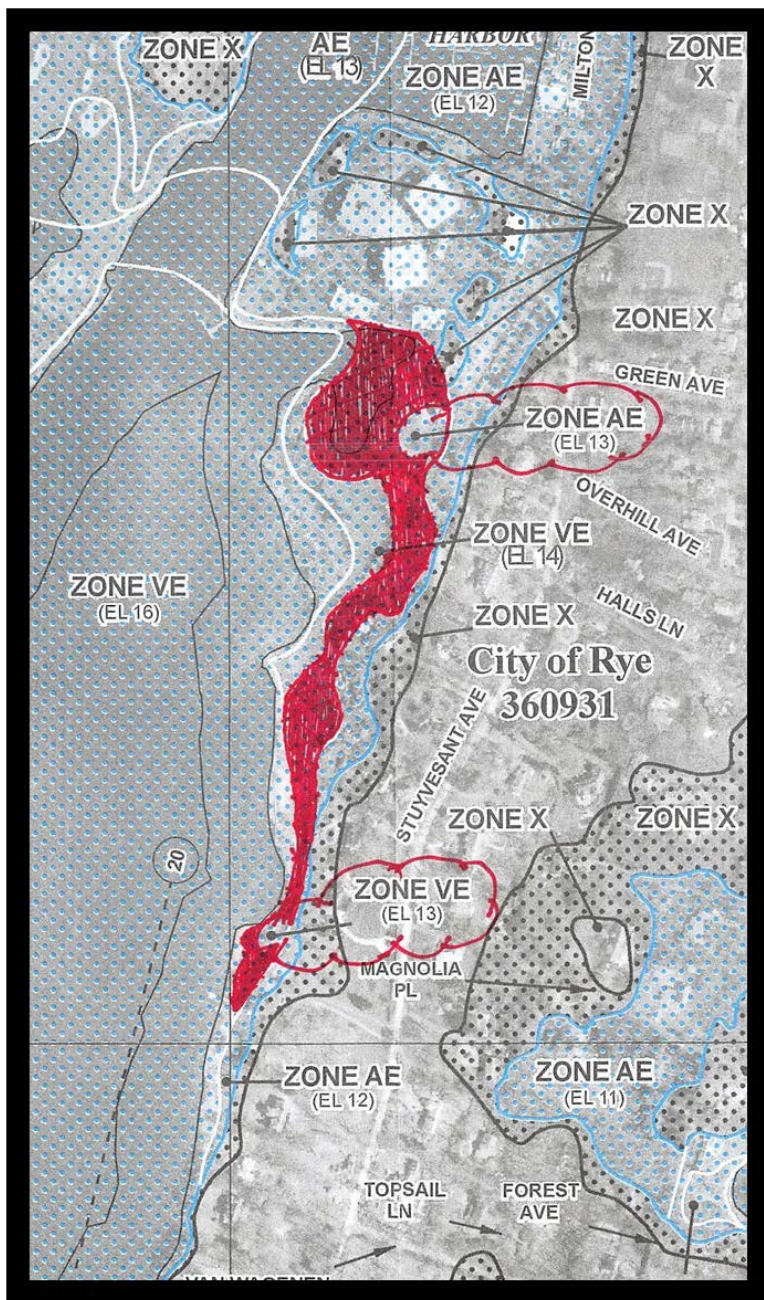 HARBOR
ZONE X
AE
(EL 13)
ZONE AE
(EL 12)
MILTON
ZONE
X
ZONE X
ZONE X
GREEN AVE
ZONE AE
(EL 13)
OVERHILL AVE
ZONE VE
(EL 14)
ZONE VE
(EL 16)
HALLS LN
ZONE X
City of Rye
360931
STUYVESANT AVE
ZONE X
ZONE X
20
ZONE VE
(EL 13)
MAGNOLIA
PL
ZONE AE
(EL 12)
ZONE AE
(EL 11)
TOPSAIL
LN
FOREST
AVE
VAN WAGENEN